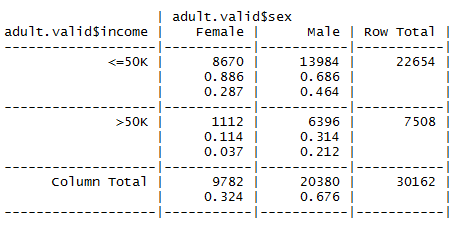 | adult.valid$sex
adult.valid$income | Female | Male | Row Total |
-------------------|-----------|-----------|-----------|
<=50K | 8670 | 13984 | 22654 |
| 0.886 | 0.686 | |
| 0.287 | 0.464 | |
-------------------|-----------|-----------|-----------|
>50K | 1112 | 6396 | 7508 |
| 0.114 | 0.314 | |
| 0.037 | 0.212 | |
-------------------|-----------|-----------|-----------|
Column Total | 9782 | 20380 | 30162 |
| 0.324 | 0.676 | |
-------------------|-----------|-----------|-----------|